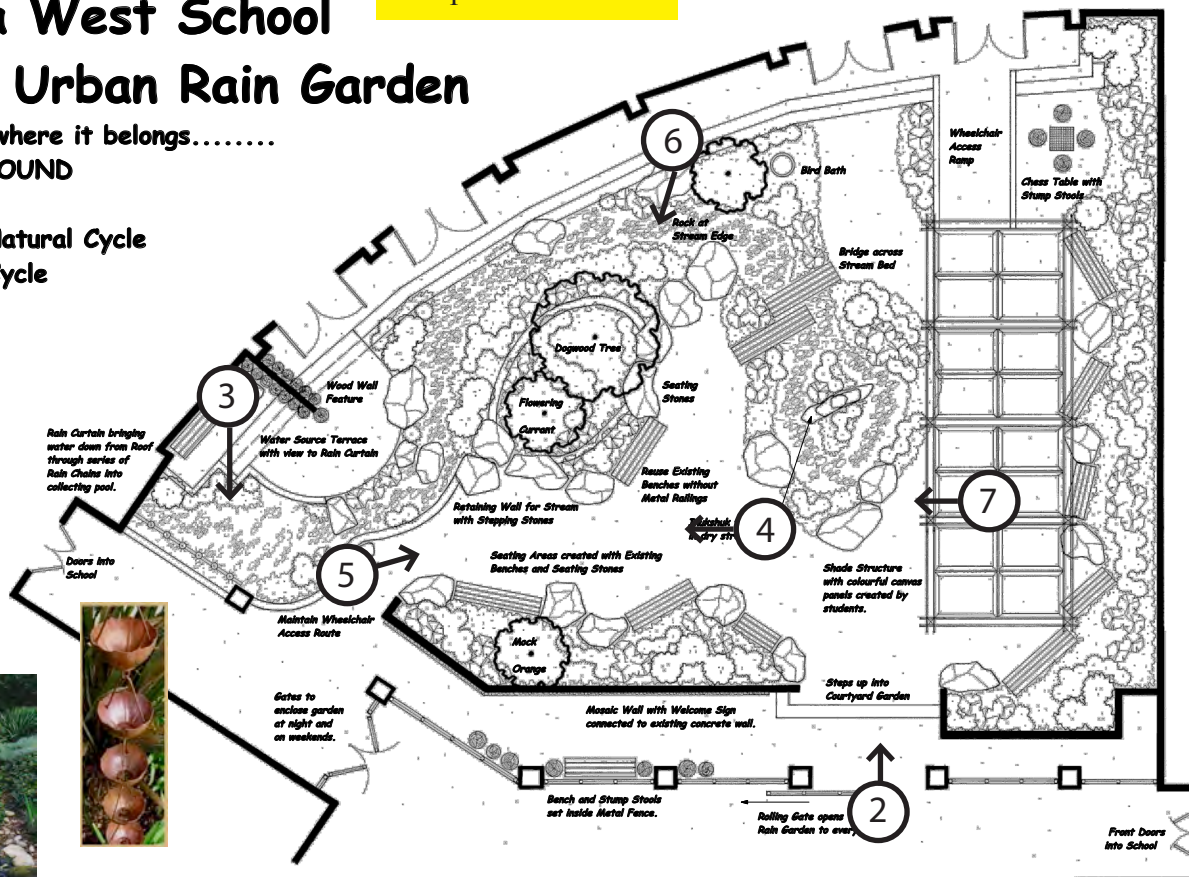 West School
Urban Rain Garden
where it belongs........
OUND
Natural Cycle
Cycle
6
Bird Bath
Wheelchair
Access
Ramp
Chess Table with
Stump Stools
Rock at
Stream Edge
Bridge across
Stream Bed
Dogwood Tree
Flowering
Currant
Seating
Stones
3
Wood Wall
Feature
Water Source Terrace
with view to Rain Curtain
Rain Curtain bringing
water down from Roof
through series of
Rain Chains into
collecting pool.
Reuse Existing
Benches without
Metal Railings
Retaining Wall for Stream
with Stepping Stones
4
7
Seating Areas created with Existing
Benches and Seating Stones
5
Doors into
School
Shade Structure
with colourful canvas
panels created by
students.
Maintain Wheelchair
Access Route
Mock
Orange
Gates to
enclose garden
at night and
on weekends.
Mosaic Wall with Welcome Sign
connected to existing concrete wall.
Steps up into
Courtyard Garden
Bench and Stump Stools
set inside Metal Fence.
Rolling Gate opens
Rain Garden to
2
Front Doors
into School